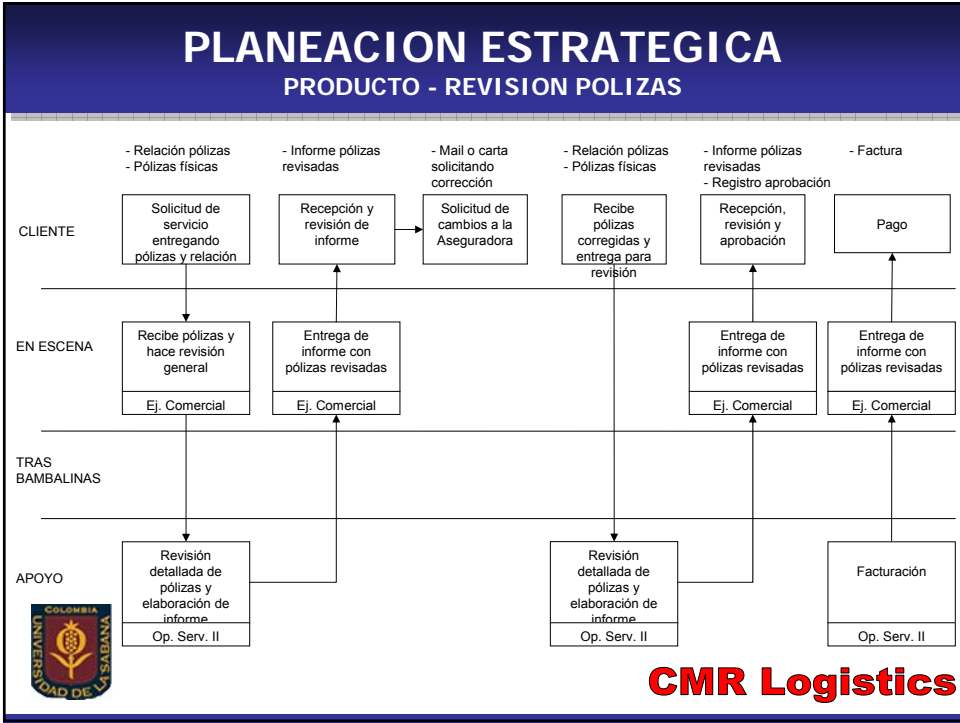 PLANEACION ESTRATEGICA
PRODUCTO - REVISION POLIZAS
- Relación pólizas
- Pólizas físicas
- Informe pólizas
revisadas
- Mail o carta
solicitando
corrección
- Relación pólizas
- Pólizas físicas
- Informe pólizas
revisadas
- Registro aprobación
- Factura
CLIENTE
Solicitud de
servicio
entregando
pólizas y relación
Recepción y
revisión de
informe
Solicitud de
cambios a la
Aseguradora
Recibe
pólizas
corregidas y
entrega para
revisión
Recepción,
revisión y
aprobación
Pago
EN ESCENA
Recibe pólizas y
hace revisión
general
Ej. Comercial
Entrega de
informe con
pólizas revisadas
Ej. Comercial
Entrega de
informe con
pólizas revisadas
Ej. Comercial
Entrega de
informe con
pólizas revisadas
Ej. Comercial
TRAS
BAMBALINAS
APOYO
Revisión
detallada de
pólizas y
elaboración de
informe
Op. Serv. II
Revisión
detallada de
pólizas y
elaboración de
informe
Op. Serv. II
Facturación
Op. Serv. II
COLOMBIA
UNIVERSIDAD DE LA SABANA
CMR Logistics